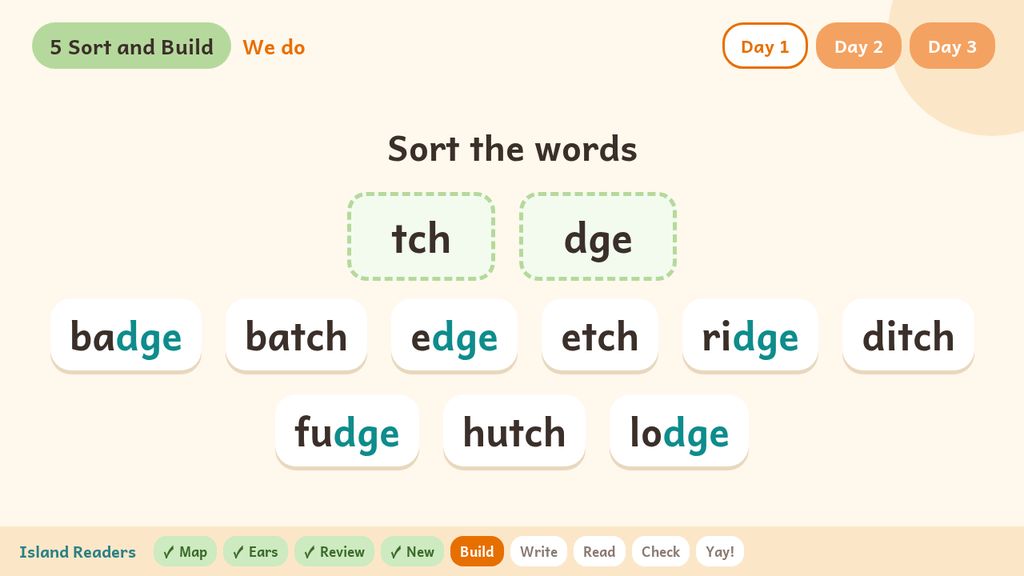 5 Sort and Build We do Day 1 Day 2 Day 3
Sort the words
tch dge
badge batch edge etch ridge ditch
fudge hutch lodge
Island Readers ✓ Map ✓ Ears ✓ Review ✓ New Build Write Read Check Yay!